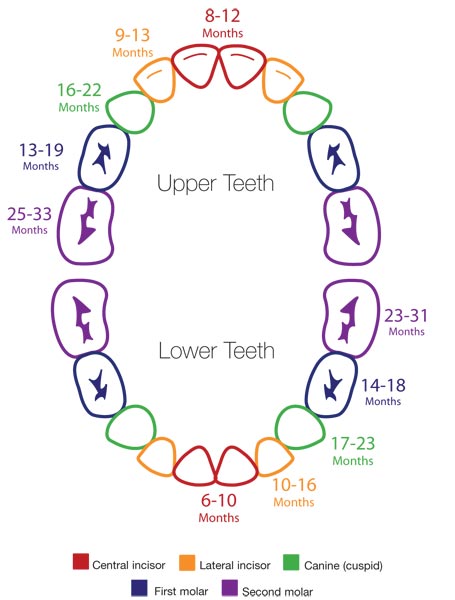 8-12
Months
9-13
Months
16-22
Months
13-19
Months
Upper Teeth
25-33
Months
23-31
Months
Lower Teeth
14-18
Months
17-23
Months
10-16
Months
6-10
Months
Central incisor Lateral incisor Canine (cuspid)
First molar Second molar